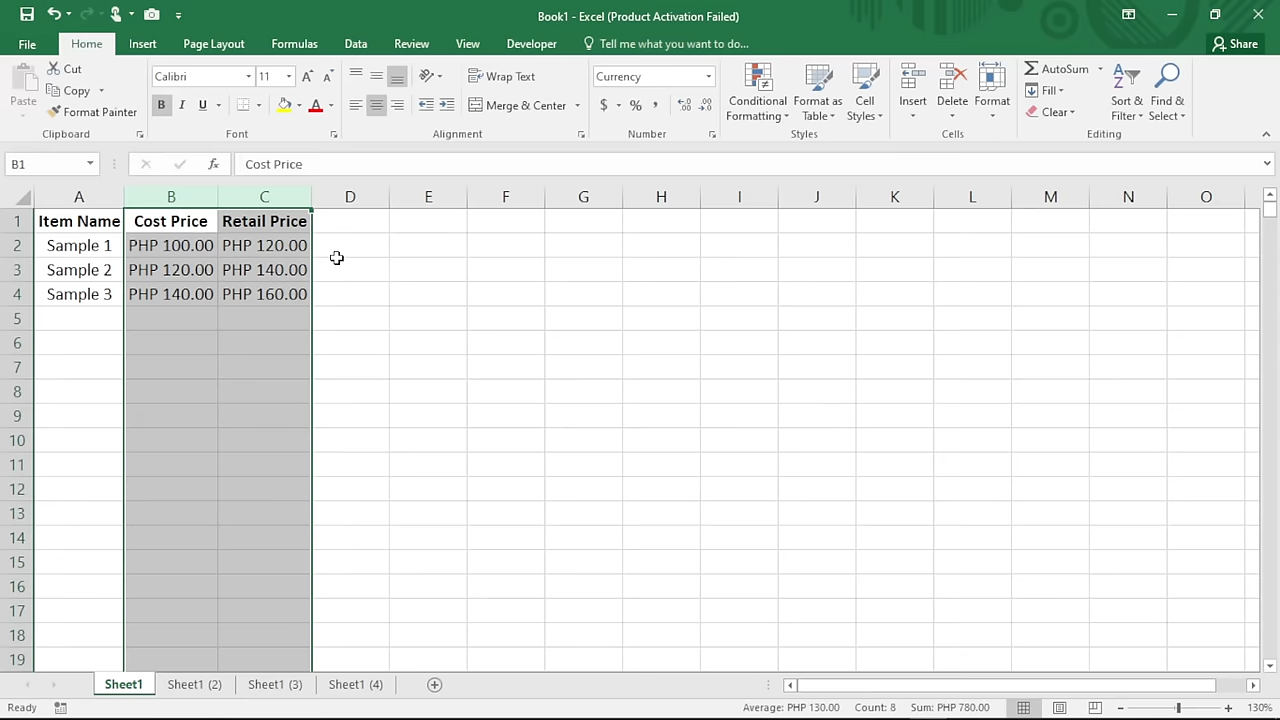 Book1 - Excel (Product Activation Failed)
File Home Insert Page Layout Formulas Data Review View Developer Tell me what you want to do... Share
Paste Cut Copy Format Painter Clipboard
Calibri 11 B I U A Font
Wrap Text Merge & Center Alignment
Currency $ % , Number
Conditional Formatting Format as Table Cell Styles Styles
Insert Delete Format Cells
AutoSum Fill Clear Sort & Filter Find & Select Editing
B1 fx Cost Price
A B C D E F G H I J K L M N O
1 Item Name Cost Price Retail Price
2 Sample 1 PHP 100.00 PHP 120.00
3 Sample 2 PHP 120.00 PHP 140.00
4 Sample 3 PHP 140.00 PHP 160.00
5
6
7
8
9
10
11
12
13
14
15
16
17
18
19
Sheet1 Sheet1 (2) Sheet1 (3) Sheet1 (4)
Ready Average: PHP 130.00 Count: 8 Sum: PHP 780.00 130%